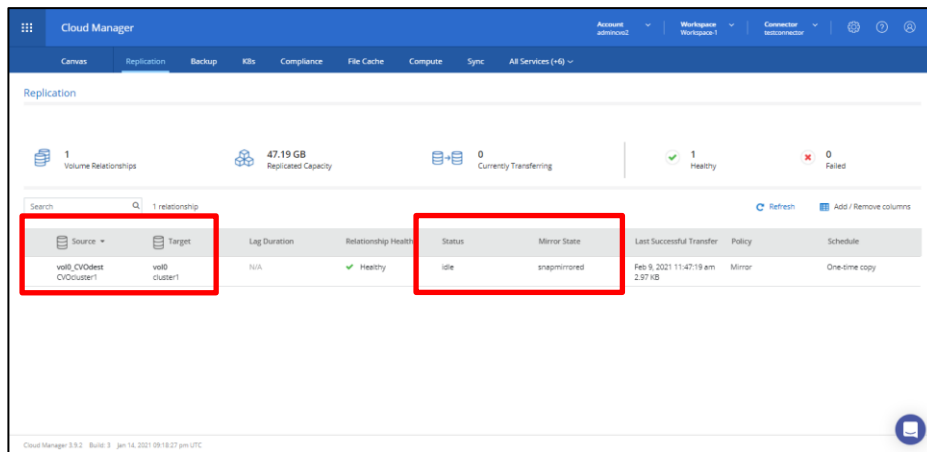 Cloud Manager
Account
admincvo2
Workspace
Workspace-1
Connector
testconnector
Canvas Replication Backup K8s Compliance File Cache Compute Sync All Services (+6)
Replication
1
Volume Relationships
47.19 GB
Replicated Capacity
0
Currently Transferring
1
Healthy
0
Failed
Search
1 relationship
Refresh
Add / Remove columns
Source Target Lag Duration Relationship Health Status Mirror State Last Successful Transfer Policy Schedule
vol0_CVOdest vol0 N/A Healthy idle snapmirrored Feb 9, 2021 11:47:19 am Mirror One-time copy
CVOcluster1 cluster1 2.97 KB
Cloud Manager 3.9.2 Build: 3 Jan 14, 2021 09:18:27 pm UTC